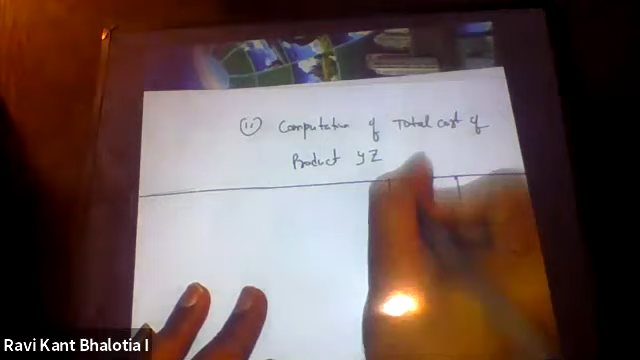 (ii) Computation of Total cost of
Product YZ
Ravi Kant Bhalotia I